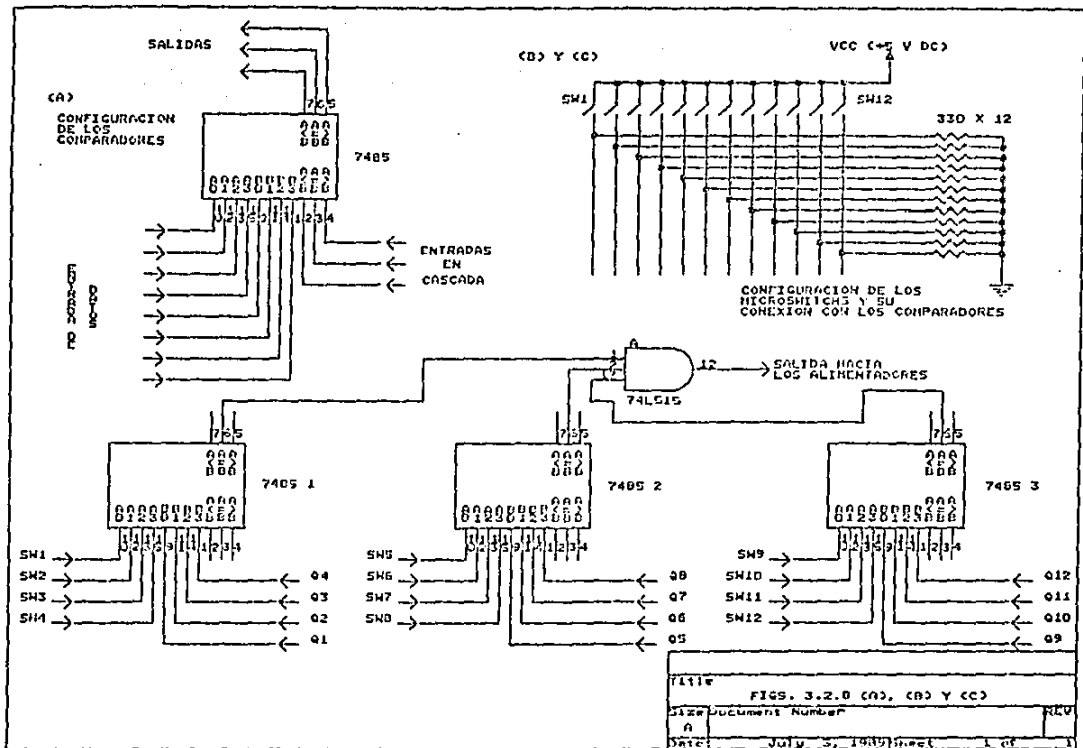 SALIDAS
(A)
CONFIGURACION
DE LOS
COMPARADORES
765
7485
ENTRADAS
EN
CASCADA
ENTRADA DE
DATOS
(B) Y (C)
VCC (+5 V DC)
SW1
SW12
330 X 12
CONFIGURACION DE LOS
MICROSWITCHS Y SU
CONEXION CON LOS COMPARADORES
A
12
74LS15
SALIDA HACIA
LOS ALIMENTADORES
765
7485 1
SW1
SW2
SW3
SW4
Q4
Q3
Q2
Q1
765
7485 2
SW5
SW6
SW7
SW8
Q8
Q7
Q6
Q5
765
7485 3
SW9
SW10
SW11
SW12
Q12
Q11
Q10
Q9
Title
FIGS. 3.2.8 (A), (B) Y (C)
Size Document Number
REV
A
Date: July 5, 1989 Sheet 1 of